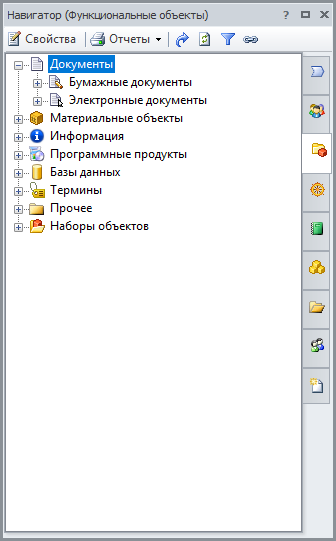 Навигатор (Функциональные объекты)
Свойства Отчеты
Документы
Бумажные документы
Электронные документы
Материальные объекты
Информация
Программные продукты
Базы данных
Термины
Прочее
Наборы объектов